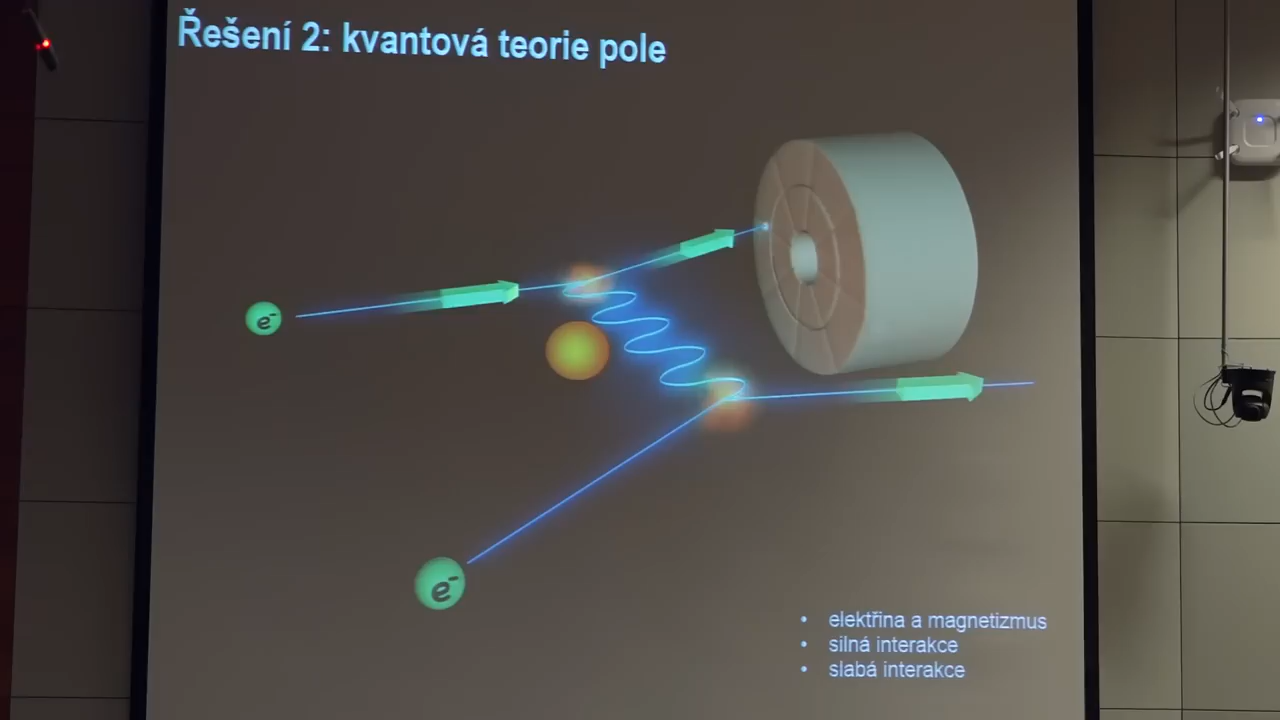 Řešení 2: kvantová teorie pole
e-
e-
• elektřina a magnetizmus
• silná interakce
• slabá interakce